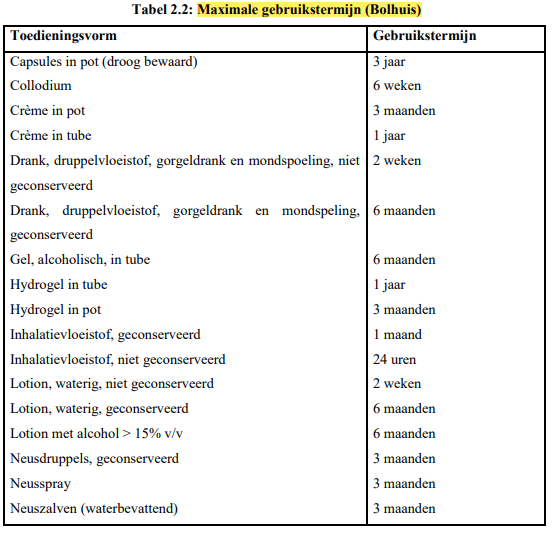 Tabel 2.2: Maximale gebruikstermijn (Bolhuis)
Toedieningsvorm Gebruikstermijn
Capsules in pot (droog bewaard) 3 jaar
Collodium 6 weken
Crème in pot 3 maanden
Crème in tube 1 jaar
Drank, druppelvloeistof, gorgeldrank en mondspoeling, niet 2 weken
geconserveerd
Drank, druppelvloeistof, gorgeldrank en mondspeling, 6 maanden
geconserveerd
Gel, alcoholisch, in tube 6 maanden
Hydrogel in tube 1 jaar
Hydrogel in pot 3 maanden
Inhalatievloeistof, geconserveerd 1 maand
Inhalatievloeistof, niet geconserveerd 24 uren
Lotion, waterig, niet geconserveerd 2 weken
Lotion, waterig, geconserveerd 6 maanden
Lotion met alcohol > 15% v/v 6 maanden
Neusdruppels, geconserveerd 3 maanden
Neusspray 3 maanden
Neuszalven (waterbevattend) 3 maanden